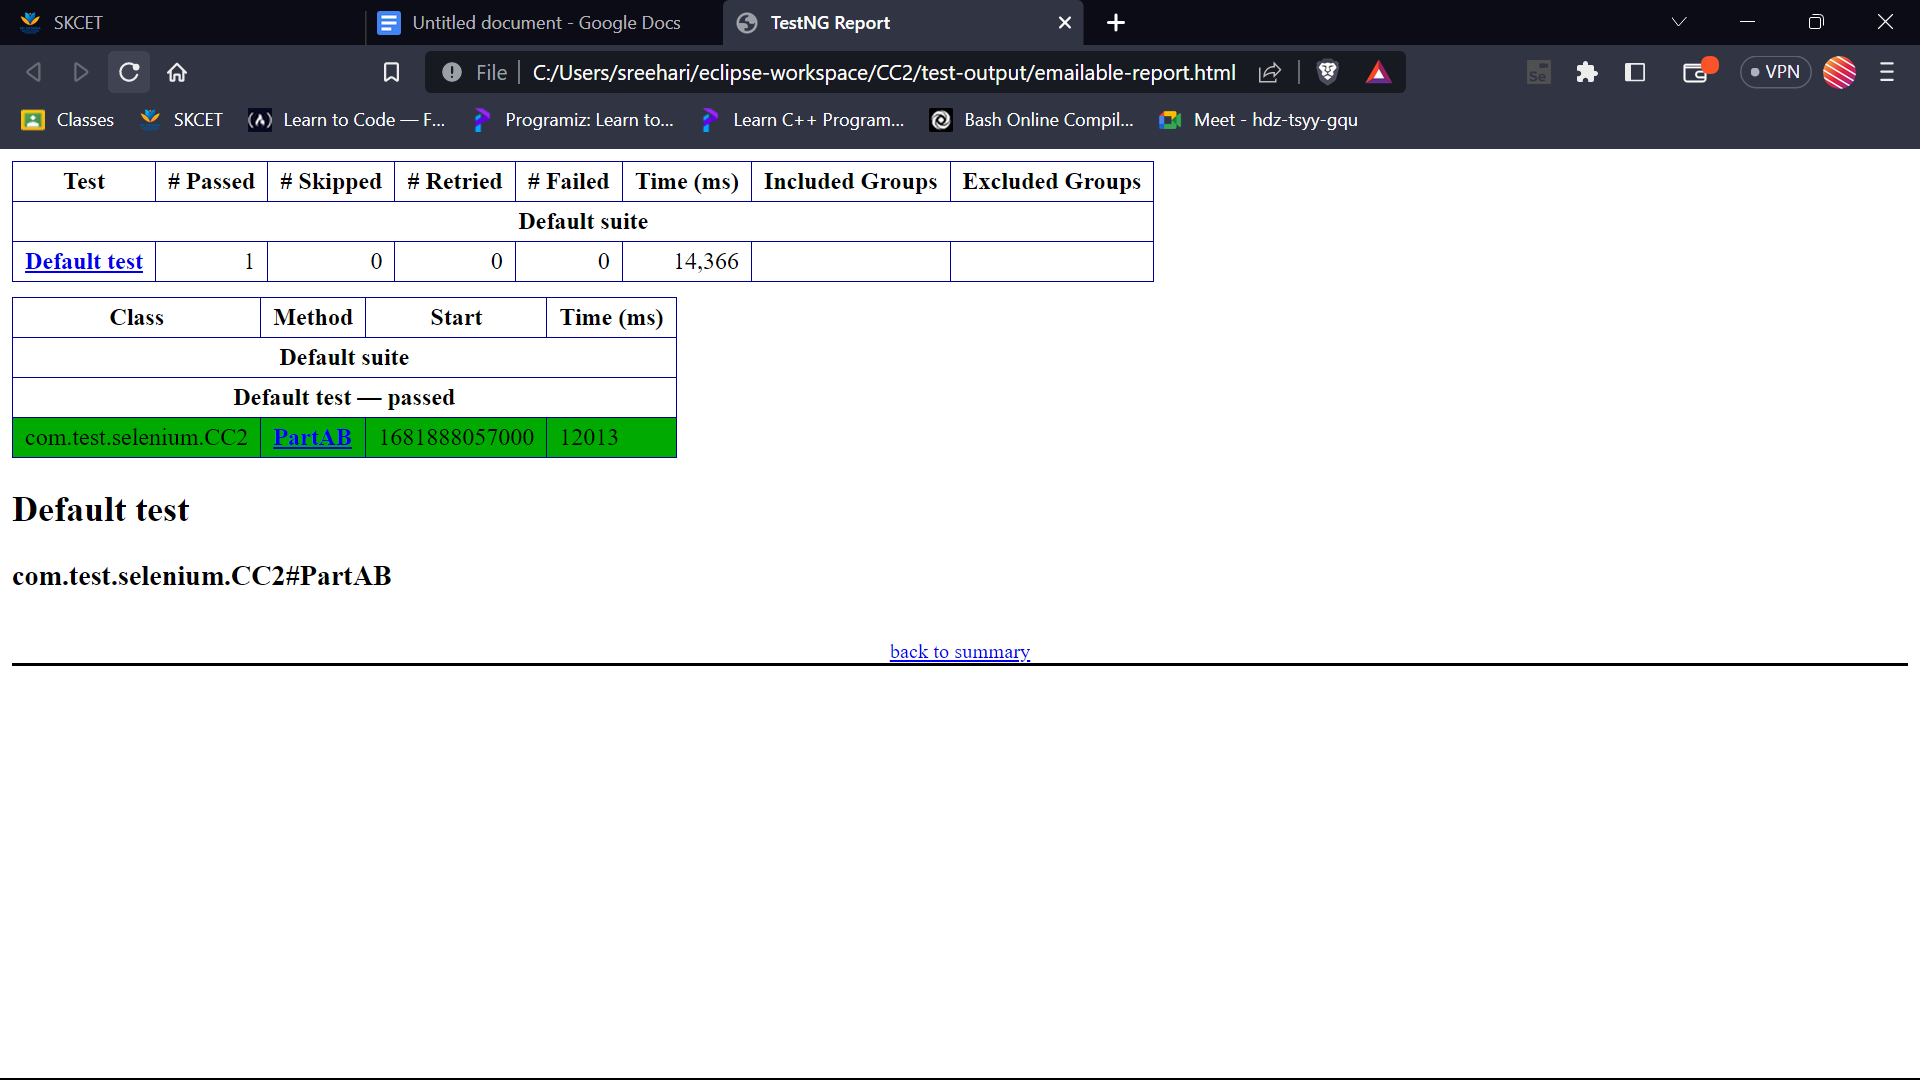 SKCET Untitled document - Google Docs TestNG Report
File C:/Users/sreehari/eclipse-workspace/CC2/test-output/emailable-report.html Se VPN
Classes SKCET Learn to Code — F... Programiz: Learn to... Learn C++ Program... Bash Online Compil... Meet - hdz-tsyy-gqu
Test # Passed # Skipped # Retried # Failed Time (ms) Included Groups Excluded Groups
Default suite
Default test 1 0 0 0 14,366
Class Method Start Time (ms)
Default suite
Default test — passed
com.test.selenium.CC2 PartAB 1681888057000 12013
Default test
com.test.selenium.CC2#PartAB
back to summary